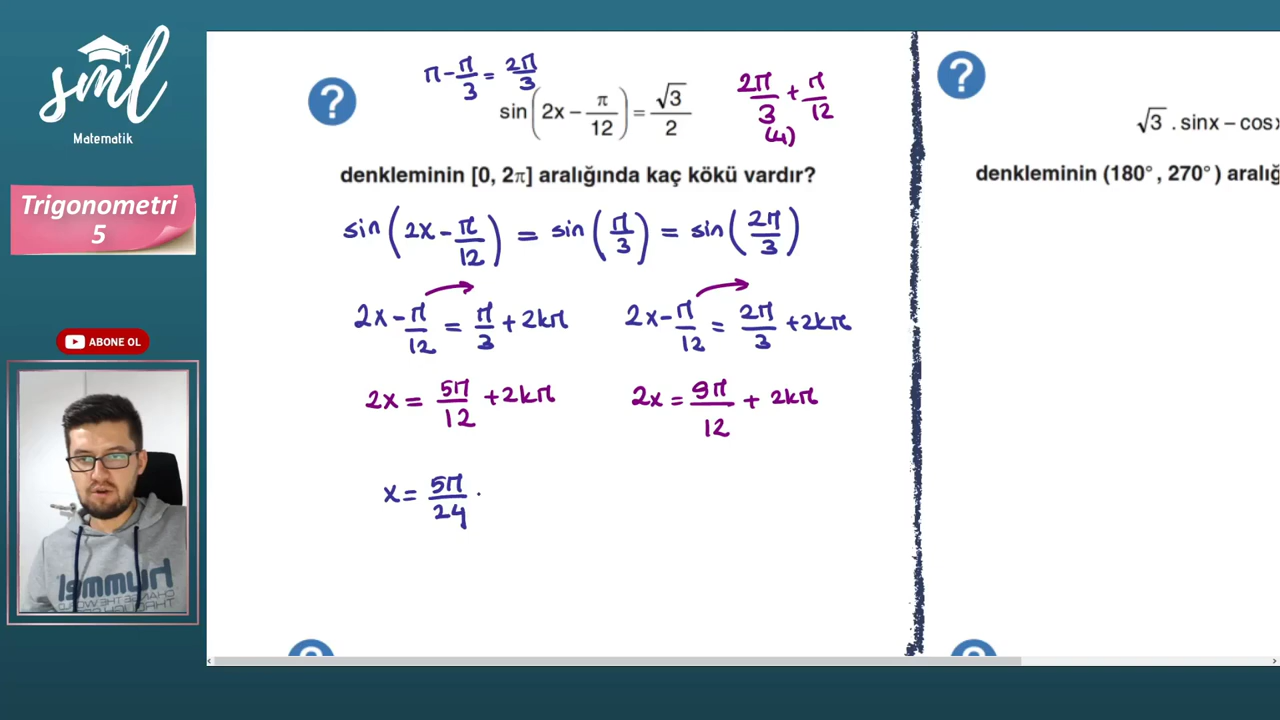 sml
Matematik
Trigonometri
5
ABONE OL
Hummel
π - π/3 = 2π/3
sin(2x - π/12) = √3/2
2π/3 + π/12
(4)
denkleminin [0, 2π] aralığında kaç kökü vardır?
sin(2x - π/12) = sin(π/3) = sin(2π/3)
2x - π/12 = π/3 + 2kπ
2x - π/12 = 2π/3 + 2kπ
2x = 5π/12 + 2kπ
2x = 9π/12 + 2kπ
x = 5π/24
√3 . sinx – cosx
denkleminin (180°, 270°) aralığ